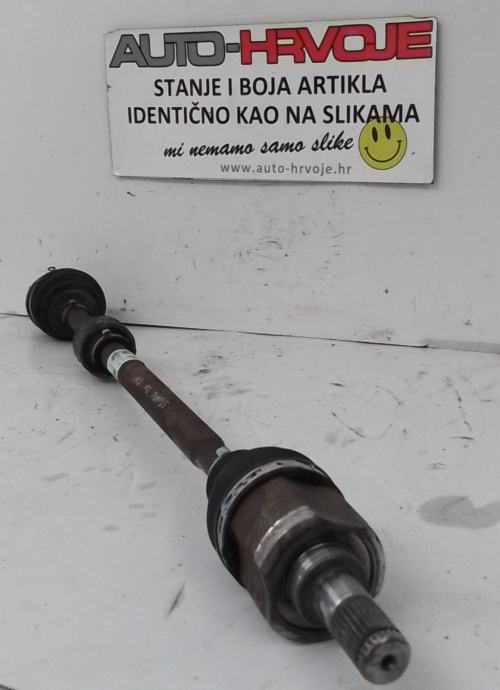 AUTO-HRVOJE
STANJE I BOJA ARTIKLA
IDENTIČNO KAO NA SLIKAMA
mi nemamo samo slike
www.auto-hrvoje.hr